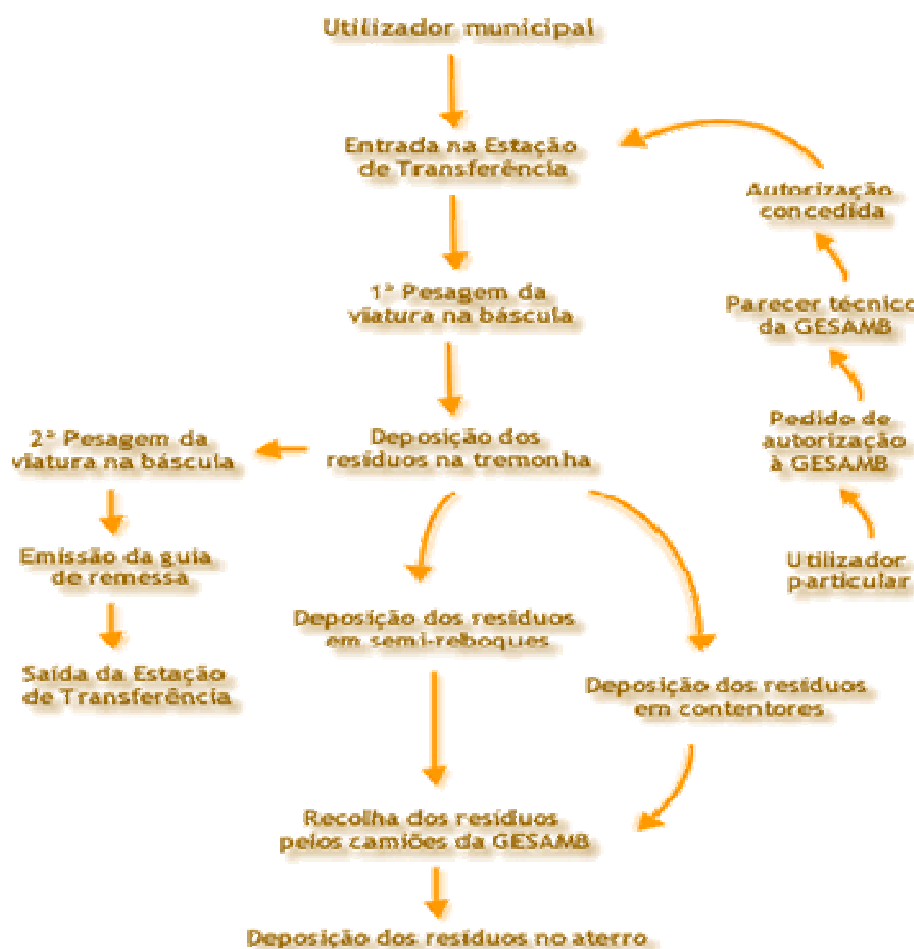 Utilizador municipal
Entrada na Estação
de Transferência
Autorização
concedida
1ª Pesagem da
viatura na báscula
Parecer técnico
da GESAMB
2ª Pesagem da
viatura na báscula
Deposição dos
resíduos na tremonha
Pedido de
autorização
à GESAMB
Emissão da guia
de remessa
Utilizador
particular
Deposição dos resíduos
em semi-reboques
Saída da Estação
de Transferência
Deposição dos resíduos
em contentores
Recolha dos resíduos
pelos camiões da GESAMB
Deposição dos resíduos no aterro